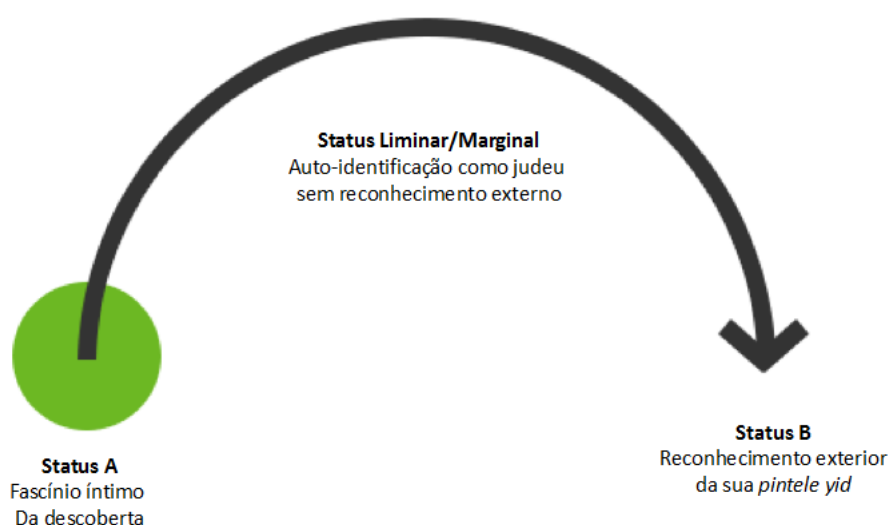 Status Liminar/Marginal
Auto-identificação como judeu
sem reconhecimento externo
Status A
Fascínio íntimo
Da descoberta
Status B
Reconhecimento exterior
da sua pintele yid